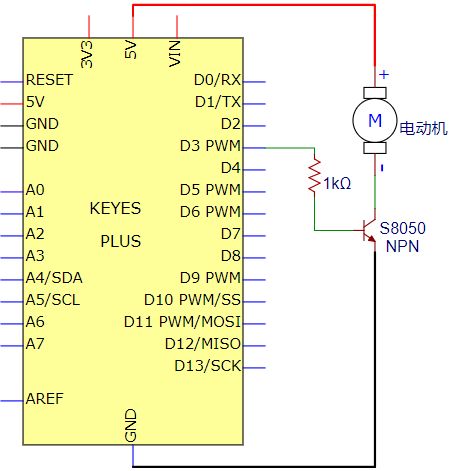 3V3
5V
VIN
RESET
5V
GND
GND
A0
A1
A2
A3
A4/SDA
A5/SCL
A6
A7
AREF
KEYES
PLUS
D0/RX
D1/TX
D2
D3 PWM
D4
D5 PWM
D6 PWM
D7
D8
D9 PWM
D10 PWM/SS
D11 PWM/MOSI
D12/MISO
D13/SCK
GND
1kΩ
+
M
电动机
-
S8050
NPN